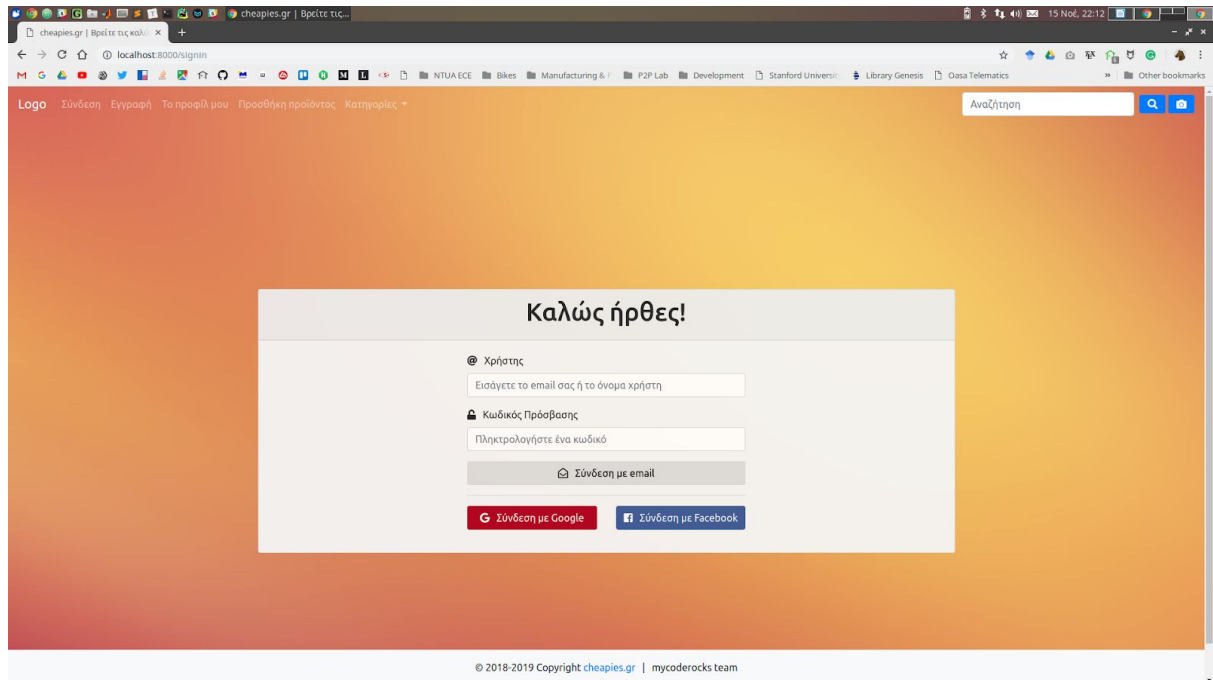 cheapies.gr | Βρείτε τις...
15 Νοέ, 22:12
cheapies.gr | Βρείτε τις καλύ
localhost:8000/signin
NTUA ECE Bikes Manufacturing & P2P Lab Development Stanford Universit Library Genesis Oasa Telematics » Other bookmarks
Logo Σύνδεση Εγγραφή Το προφίλ μου Προσθήκη προϊόντος Κατηγορίες Αναζήτηση
Καλώς ήρθες!
Χρήστης
Εισάγετε το email σας ή το όνομα χρήστη
Κωδικός Πρόσβασης
Πληκτρολογήστε ένα κωδικό
Σύνδεση με email
G Σύνδεση με Google Σύνδεση με Facebook
© 2018-2019 Copyright cheapies.gr | mycoderocks team